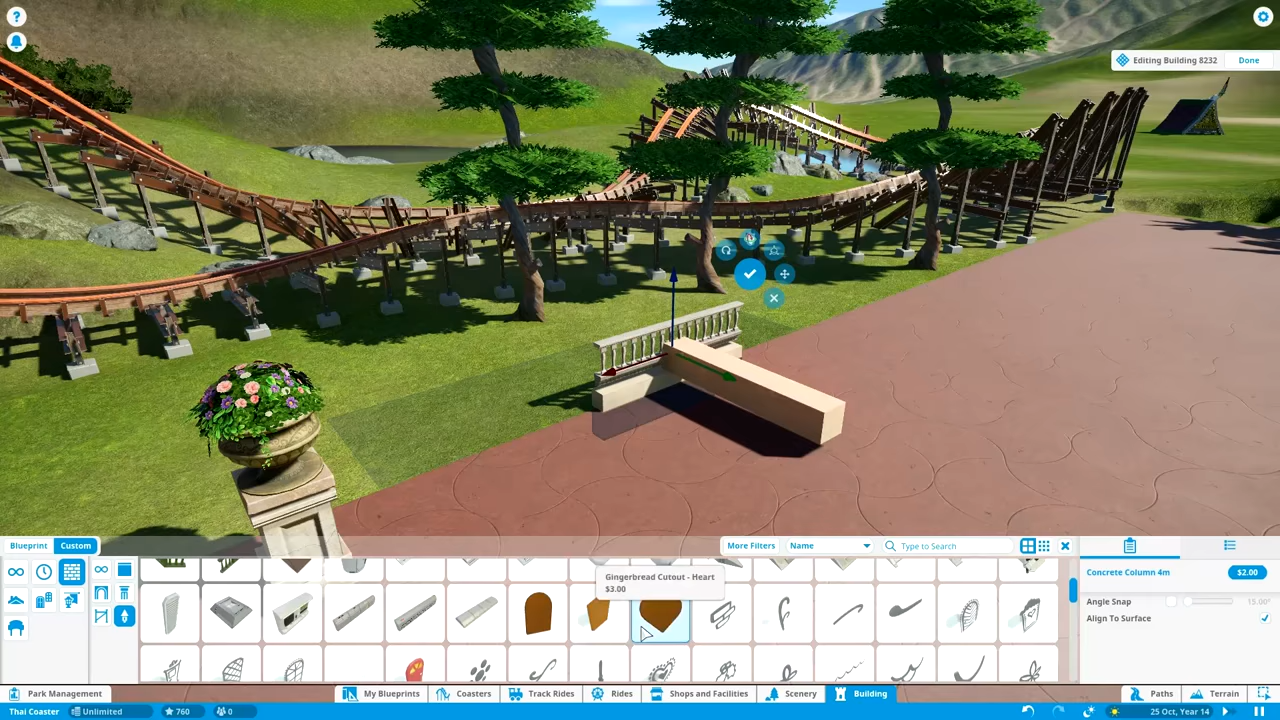 ?
Editing Building 8232
Done
Blueprint
Custom
More Filters
Name
Type to Search
Gingerbread Cutout - Heart
$3.00
Concrete Column 4m
$2.00
Angle Snap
15.00°
Align To Surface
Park Management
My Blueprints
Coasters
Track Rides
Rides
Shops and Facilities
Scenery
Building
Paths
Terrain
Thai Coaster
Unlimited
760
0
25 Oct, Year 14